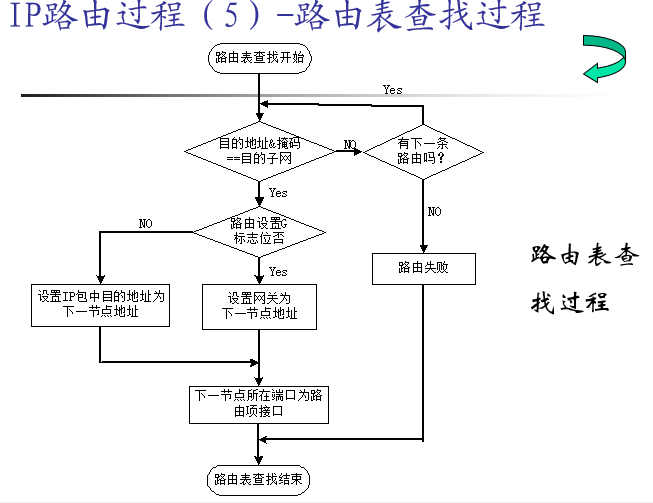 IP路由过程（5）-路由表查找过程
路由表查找开始
Yes
目的地址&掩码
==目的子网
NO
有下一条
路由吗？
Yes
NO
路由设置G
标志位否
NO
Yes
路由失败
路由表查
找过程
设置IP包中目的地址为
下一节点地址
设置网关为
下一节点地址
下一节点所在端口为路
由项接口
路由表查找结束